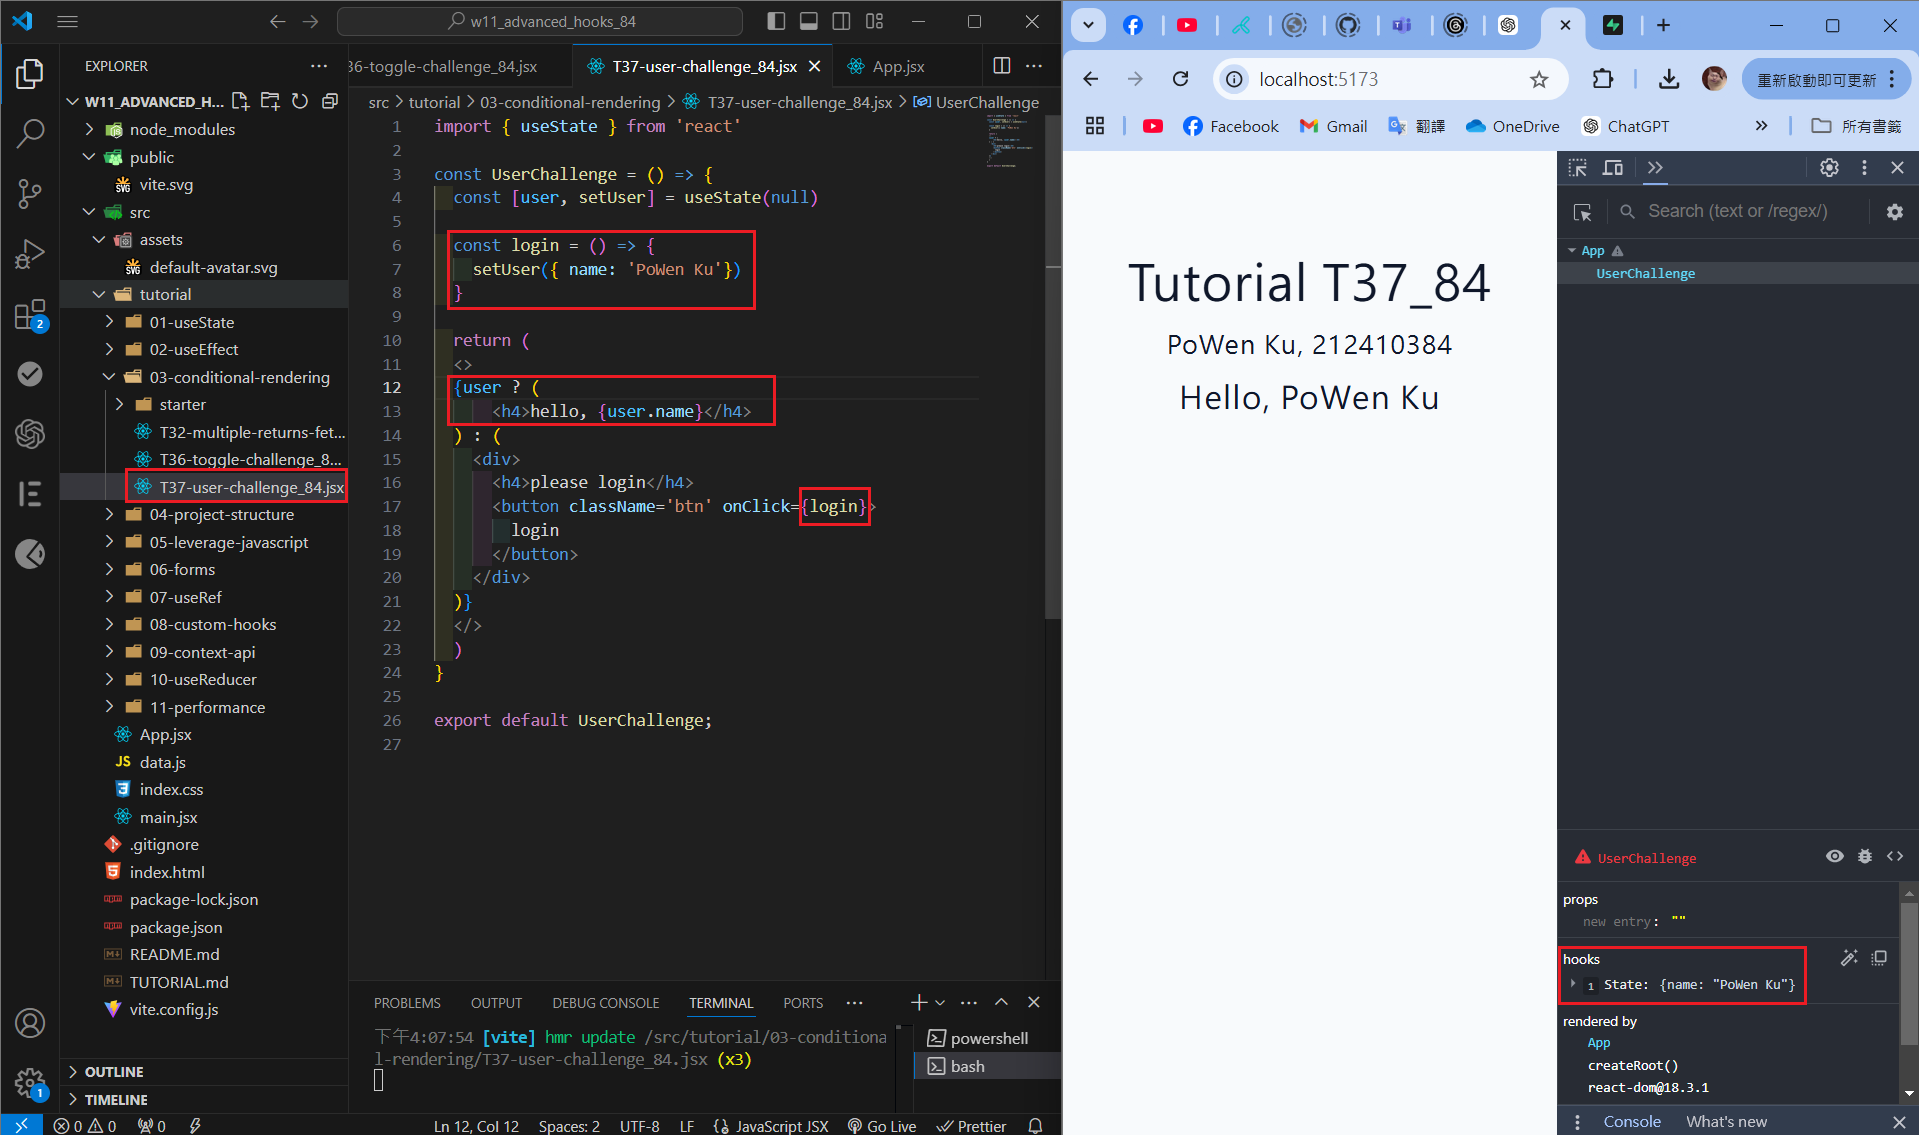 w11_advanced_hooks_84
EXPLORER
W11_ADVANCED_H...
node_modules
public
vite.svg
src
assets
default-avatar.svg
tutorial
01-useState
02-useEffect
03-conditional-rendering
starter
T32-multiple-returns-fet...
T36-toggle-challenge_8...
T37-user-challenge_84.jsx
04-project-structure
05-leverage-javascript
06-forms
07-useRef
08-custom-hooks
09-context-api
10-useReducer
11-performance
App.jsx
JS data.js
index.css
main.jsx
.gitignore
index.html
package-lock.json
package.json
README.md
TUTORIAL.md
vite.config.js
OUTLINE
TIMELINE
2
1
36-toggle-challenge_84.jsx
T37-user-challenge_84.jsx
App.jsx
src > tutorial > 03-conditional-rendering > T37-user-challenge_84.jsx > UserChallenge
1 import { useState } from 'react'
2
3 const UserChallenge = () => {
4 const [user, setUser] = useState(null)
5
6 const login = () => {
7 setUser({ name: 'PoWen Ku'})
8 }
9
10 return (
11 <>
12 {user ? (
13 <h4>hello, {user.name}</h4>
14 ) : (
15 <div>
16 <h4>please login</h4>
17 <button className='btn' onClick={login}>
18 login
19 </button>
20 </div>
21 )}
22 </>
23 )
24 }
25
26 export default UserChallenge;
27
PROBLEMS OUTPUT DEBUG CONSOLE TERMINAL PORTS
下午4:07:54 [vite] hmr update /src/tutorial/03-conditiona
l-rendering/T37-user-challenge_84.jsx (x3)
powershell
bash
0 0 0 Ln 12, Col 12 Spaces: 2 UTF-8 LF {} JavaScript JSX Go Live Prettier
localhost:5173
重新啟動即可更新
Facebook Gmail 翻譯 OneDrive ChatGPT 所有書籤
Tutorial T37_84
PoWen Ku, 212410384
Hello, PoWen Ku
Search (text or /regex/)
App
UserChallenge
UserChallenge
props
new entry: ""
hooks
1 State: {name: "PoWen Ku"}
rendered by
App
createRoot()
react-dom@18.3.1
Console What's new